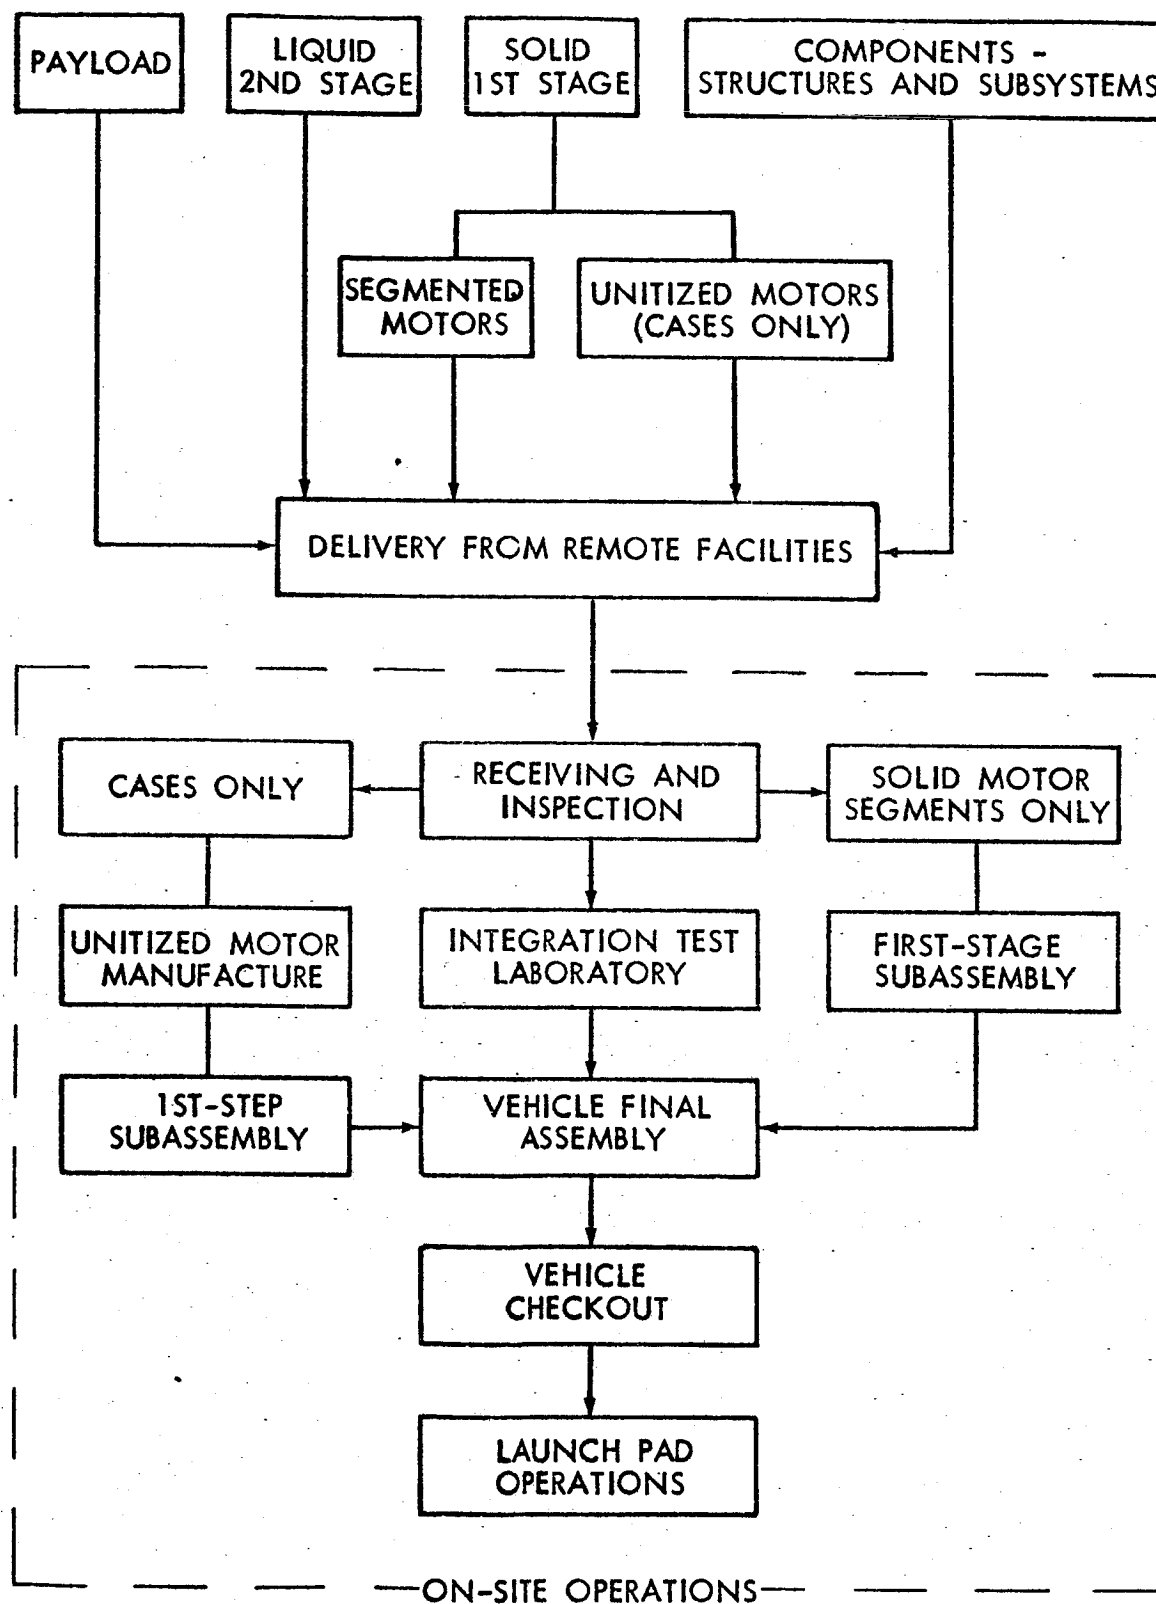 PAYLOAD
LIQUID
2ND STAGE
SOLID
1ST STAGE
COMPONENTS -
STRUCTURES AND SUBSYSTEMS
SEGMENTED
MOTORS
UNITIZED MOTORS
(CASES ONLY)
DELIVERY FROM REMOTE FACILITIES
CASES ONLY
RECEIVING AND
INSPECTION
SOLID MOTOR
SEGMENTS ONLY
UNITIZED MOTOR
MANUFACTURE
INTEGRATION TEST
LABORATORY
FIRST-STAGE
SUBASSEMBLY
1ST-STEP
SUBASSEMBLY
VEHICLE FINAL
ASSEMBLY
VEHICLE
CHECKOUT
LAUNCH PAD
OPERATIONS
ON-SITE OPERATIONS